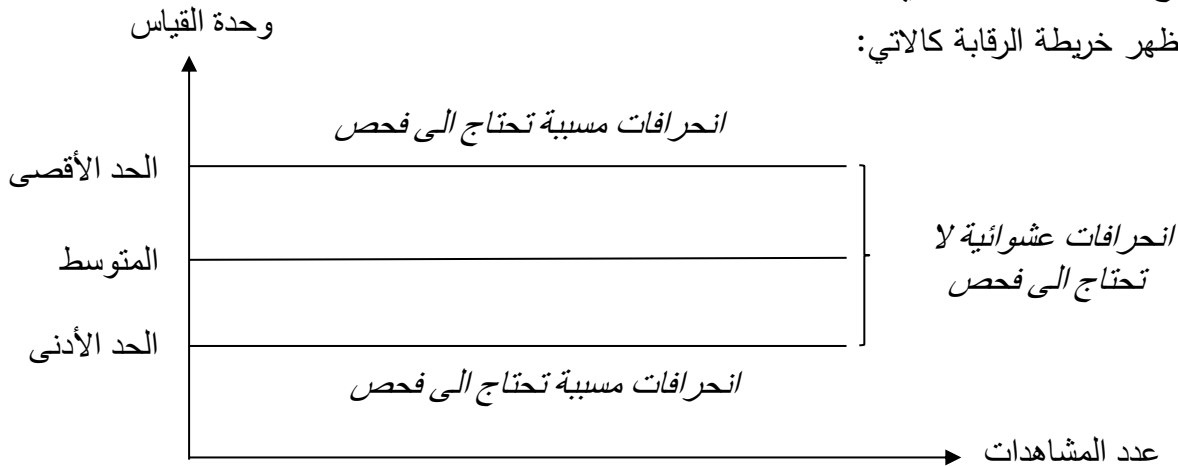 وحدة القياس
ظهر خريطة الرقابة كالاتي:
انحرافات مسببة تحتاج الى فحص
الحد الأقصى
انحرافات عشوائية لا
تحتاج الى فحص
المتوسط
الحد الأدنى
انحرافات مسببة تحتاج الى فحص
عدد المشاهدات